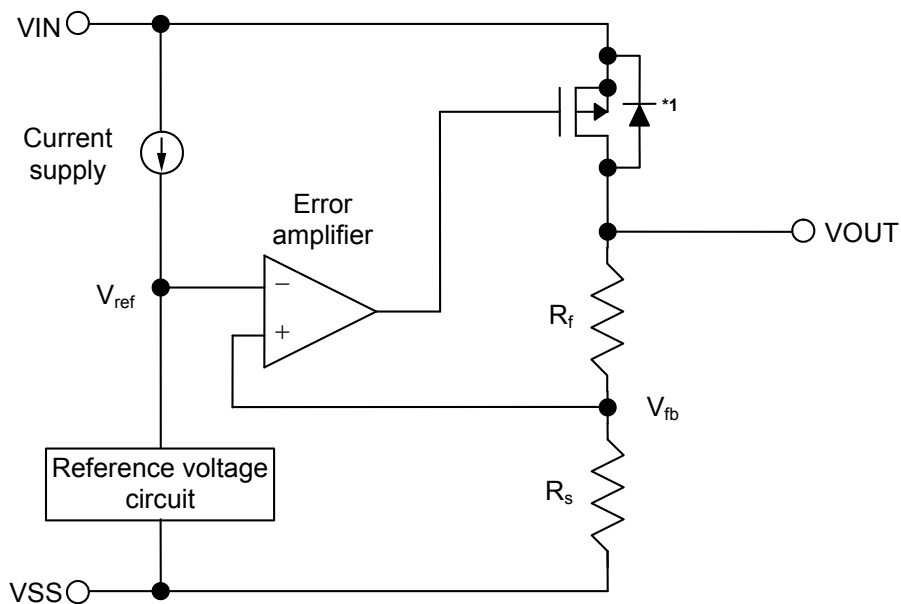 VIN
*1
Current
supply
Error
amplifier
VOUT
Vref
−
+
Rf
Vfb
Reference voltage
circuit
Rs
VSS